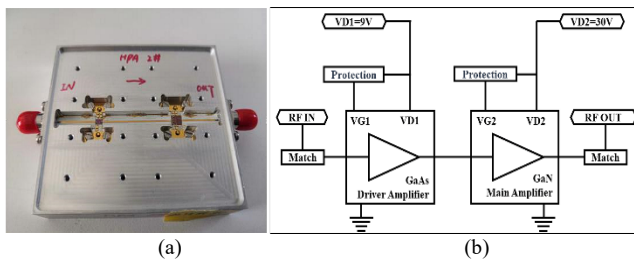 HPA 2#
IN
OUT
VD1=9V
VD2=30V
Protection
Protection
VG1
VD1
VG2
VD2
RF IN
RF OUT
Match
Match
GaAs
Driver Amplifier
GaN
Main Amplifier
(a)
(b)